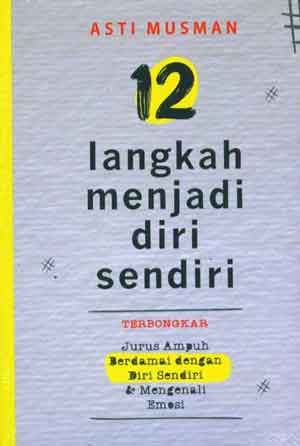 ASTI MUSMAN
12
langkah
menjadi
diri
sendiri
TERBONGKAR
Jurus Ampuh
Berdamai dengan
Diri Sendiri
& Mengenali
Emosi